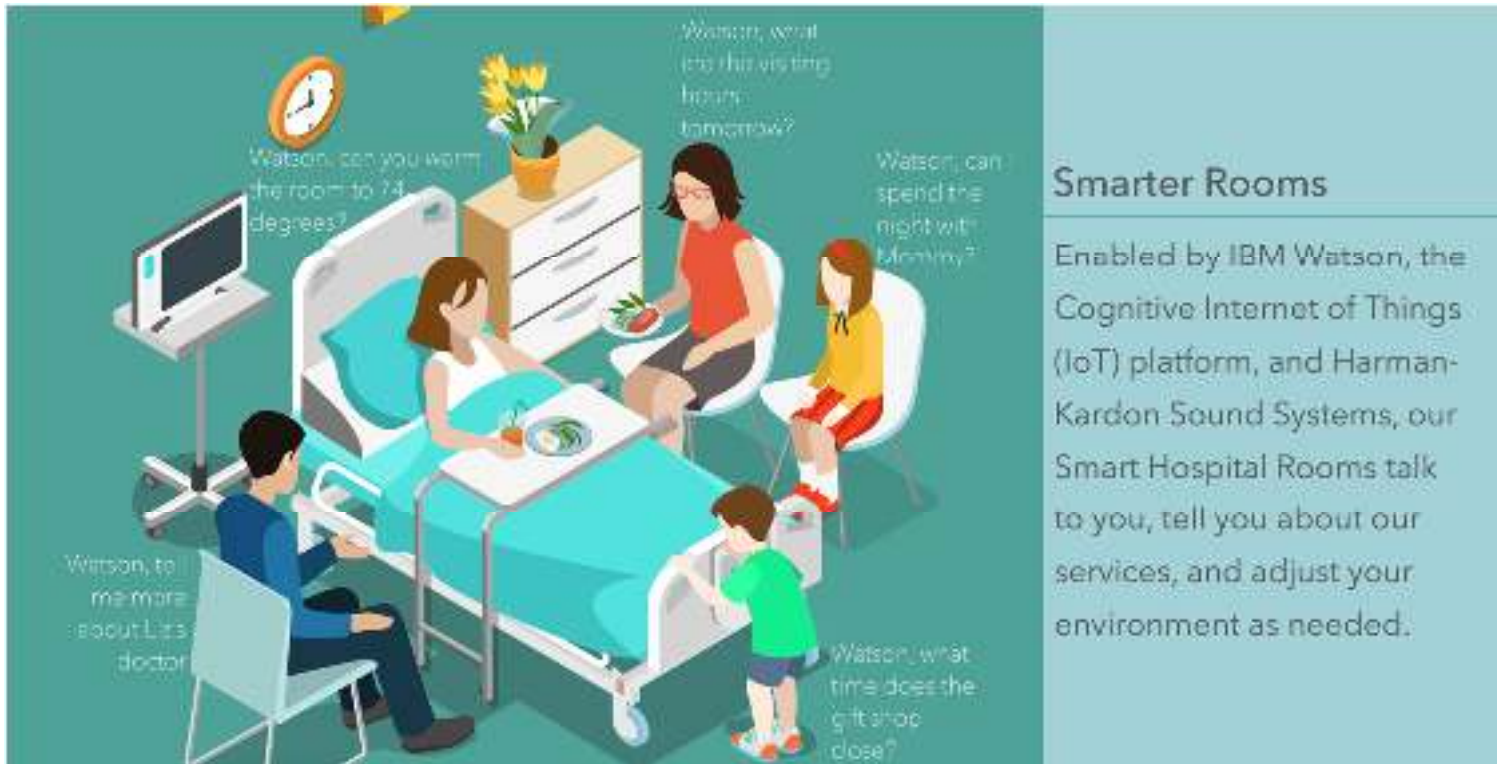 Watson, what
are the visiting
hours
tomorrow?
Watson, can you warm
the room to 74
degrees?
Watson, can I
spend the
night with
Mommy?
Watson, tell
me more
about Liz's
doctor
Watson, what
time does the
gift shop
close?
Smarter Rooms
Enabled by IBM Watson, the
Cognitive Internet of Things
(IoT) platform, and Harman-
Kardon Sound Systems, our
Smart Hospital Rooms talk
to you, tell you about our
services, and adjust your
environment as needed.